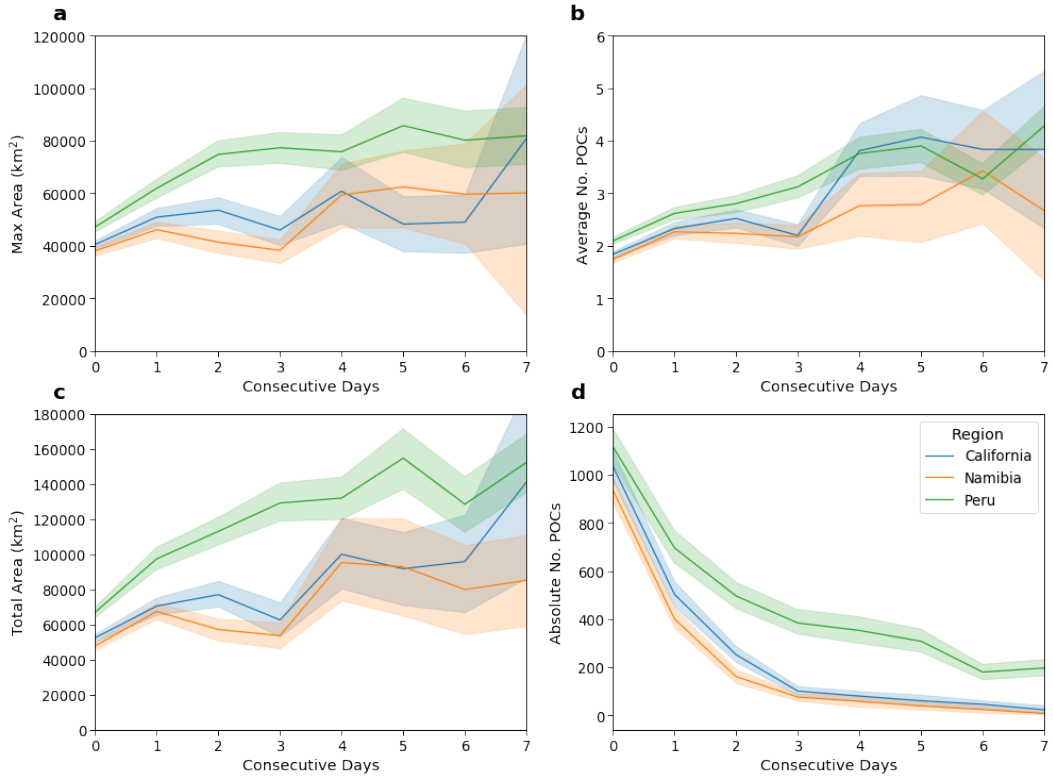 a
120000
100000
80000
60000
40000
20000
0
Max Area (km²)
0 1 2 3 4 5 6 7
Consecutive Days
b
6
5
4
3
2
1
0
Average No. POCs
0 1 2 3 4 5 6 7
Consecutive Days
c
180000
160000
140000
120000
100000
80000
60000
40000
20000
0
Total Area (km²)
0 1 2 3 4 5 6 7
Consecutive Days
d
1200
1000
800
600
400
200
0
Absolute No. POCs
Region
California
Namibia
Peru
0 1 2 3 4 5 6 7
Consecutive Days